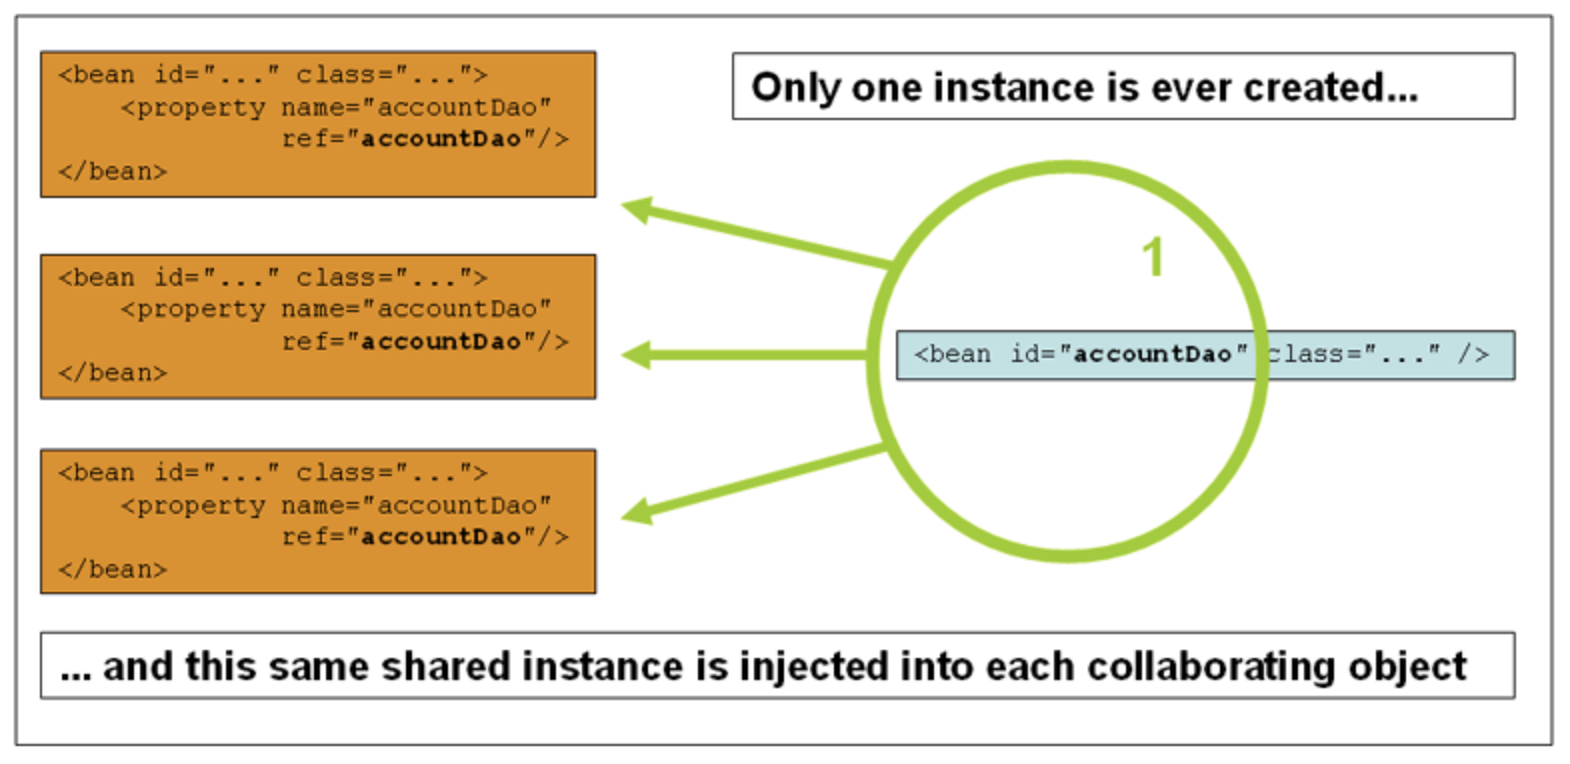 <bean id="..." class="...">
<property name="accountDao"
ref="accountDao"/>
</bean>
Only one instance is ever created...
<bean id="..." class="...">
<property name="accountDao"
ref="accountDao"/>
</bean>
1
<bean id="accountDao" class="..." />
<bean id="..." class="...">
<property name="accountDao"
ref="accountDao"/>
</bean>
... and this same shared instance is injected into each collaborating object